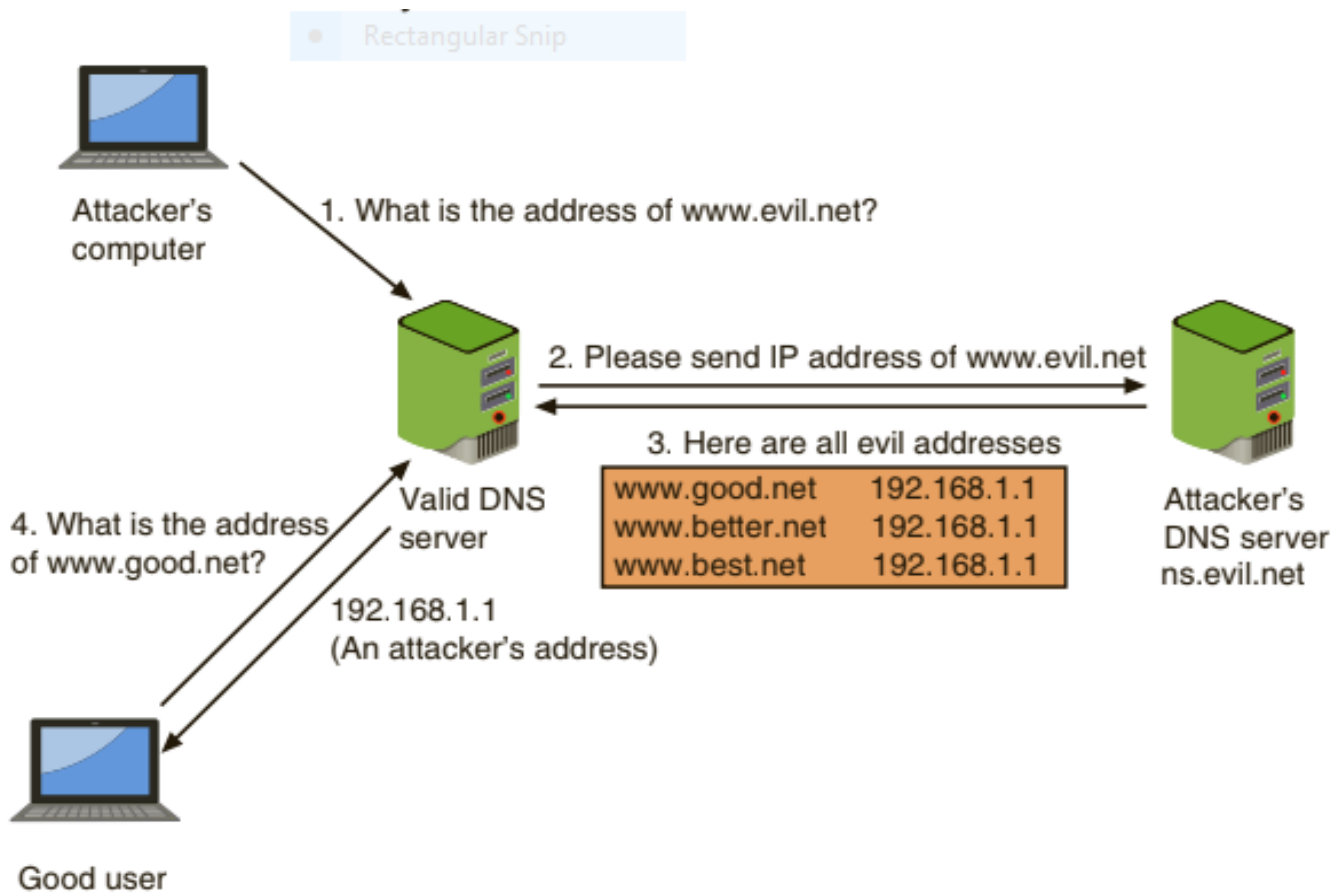 Rectangular Snip
Attacker's
computer
1. What is the address of www.evil.net?
2. Please send IP address of www.evil.net
3. Here are all evil addresses
www.good.net 192.168.1.1
www.better.net 192.168.1.1
www.best.net 192.168.1.1
Valid DNS
server
Attacker's
DNS server
ns.evil.net
4. What is the address
of www.good.net?
192.168.1.1
(An attacker's address)
Good user